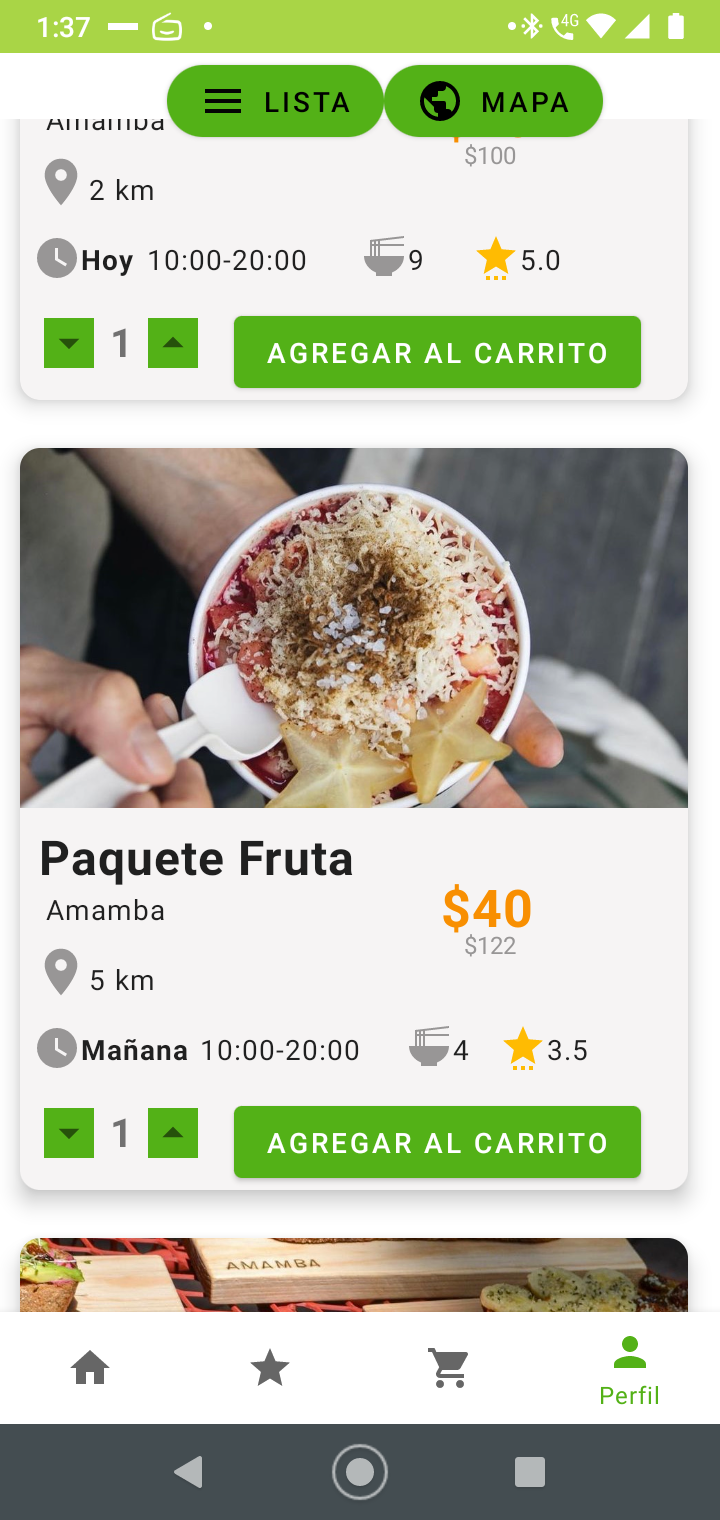 1:37
4G
LISTA
MAPA
Amamba
$100
2 km
Hoy 10:00-20:00 9 5.0
1 AGREGAR AL CARRITO
Paquete Fruta
Amamba
$40
$122
5 km
Mañana 10:00-20:00 4 3.5
1 AGREGAR AL CARRITO
AMAMBA
Perfil